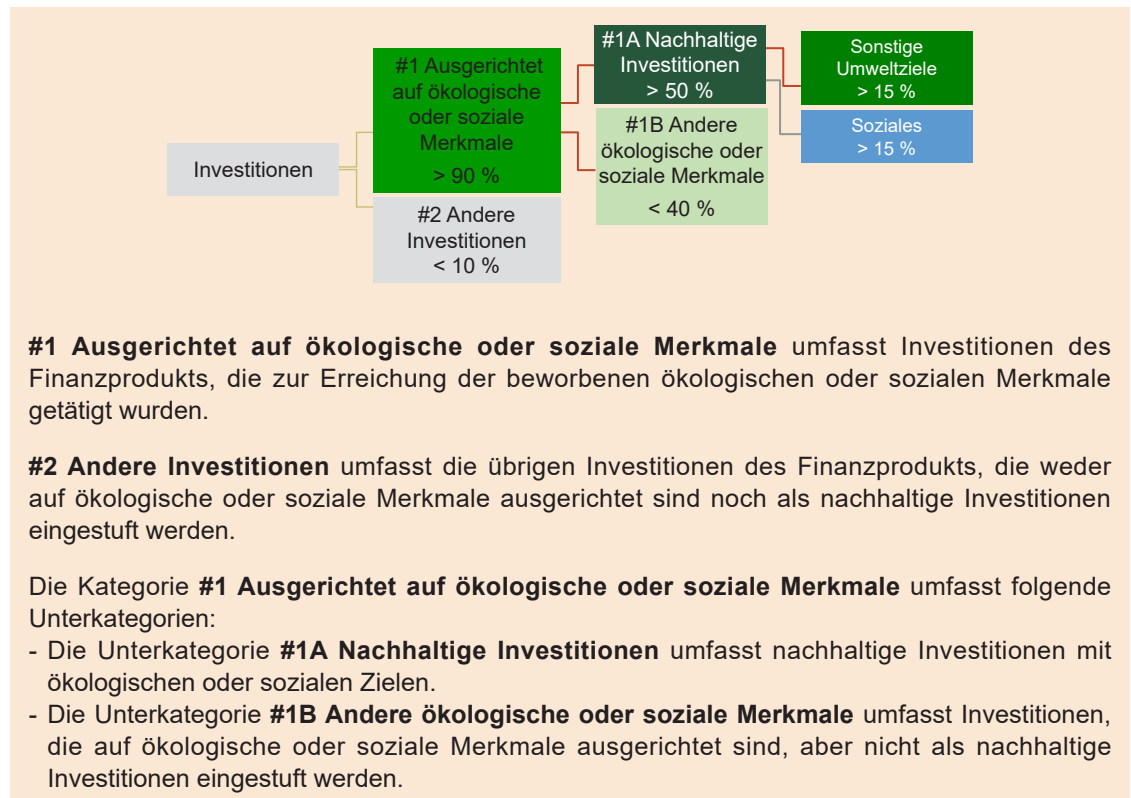 Investitionen
#1 Ausgerichtet
auf ökologische
oder soziale
Merkmale
> 90 %
#2 Andere
Investitionen
< 10 %
#1A Nachhaltige
Investitionen
> 50 %
#1B Andere
ökologische oder
soziale Merkmale
< 40 %
Sonstige
Umweltziele
> 15 %
Soziales
> 15 %
#1 Ausgerichtet auf ökologische oder soziale Merkmale umfasst Investitionen des
Finanzprodukts, die zur Erreichung der beworbenen ökologischen oder sozialen Merkmale
getätigt wurden.
#2 Andere Investitionen umfasst die übrigen Investitionen des Finanzprodukts, die weder
auf ökologische oder soziale Merkmale ausgerichtet sind noch als nachhaltige Investitionen
eingestuft werden.
Die Kategorie #1 Ausgerichtet auf ökologische oder soziale Merkmale umfasst folgende
Unterkategorien:
- Die Unterkategorie #1A Nachhaltige Investitionen umfasst nachhaltige Investitionen mit
ökologischen oder sozialen Zielen.
- Die Unterkategorie #1B Andere ökologische oder soziale Merkmale umfasst Investitionen,
die auf ökologische oder soziale Merkmale ausgerichtet sind, aber nicht als nachhaltige
Investitionen eingestuft werden.